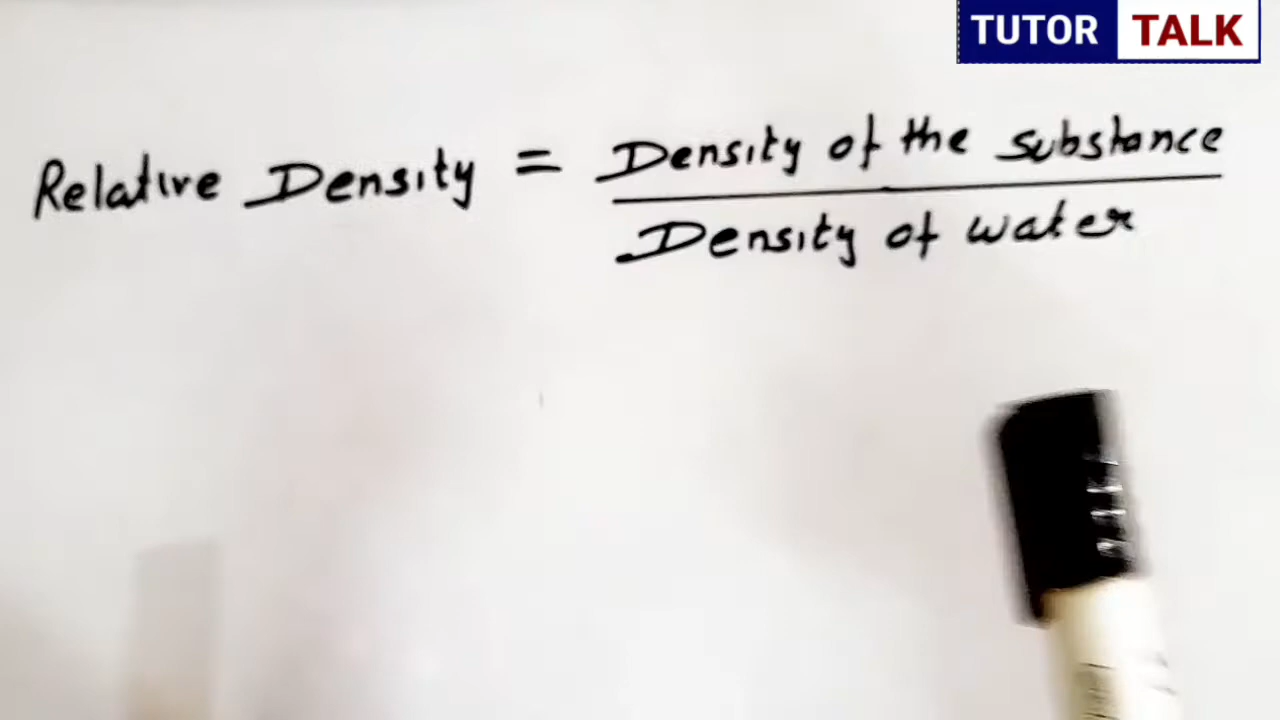 TUTOR TALK
Relative Density = Density of the substance
Density of water